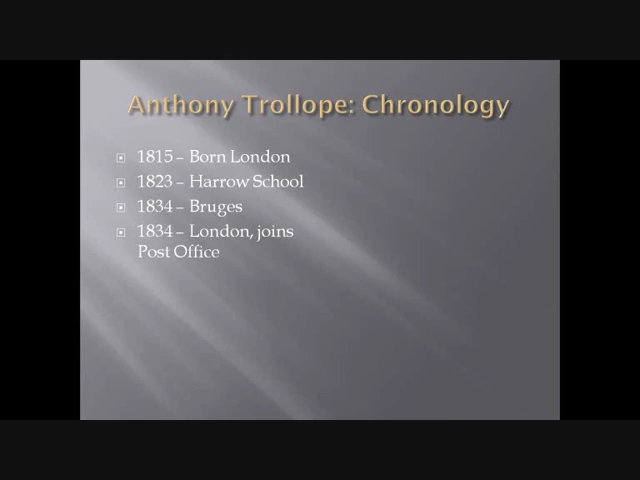 Anthony Trollope: Chronology
1815 – Born London
1823 – Harrow School
1834 – Bruges
1834 – London, joins
Post Office